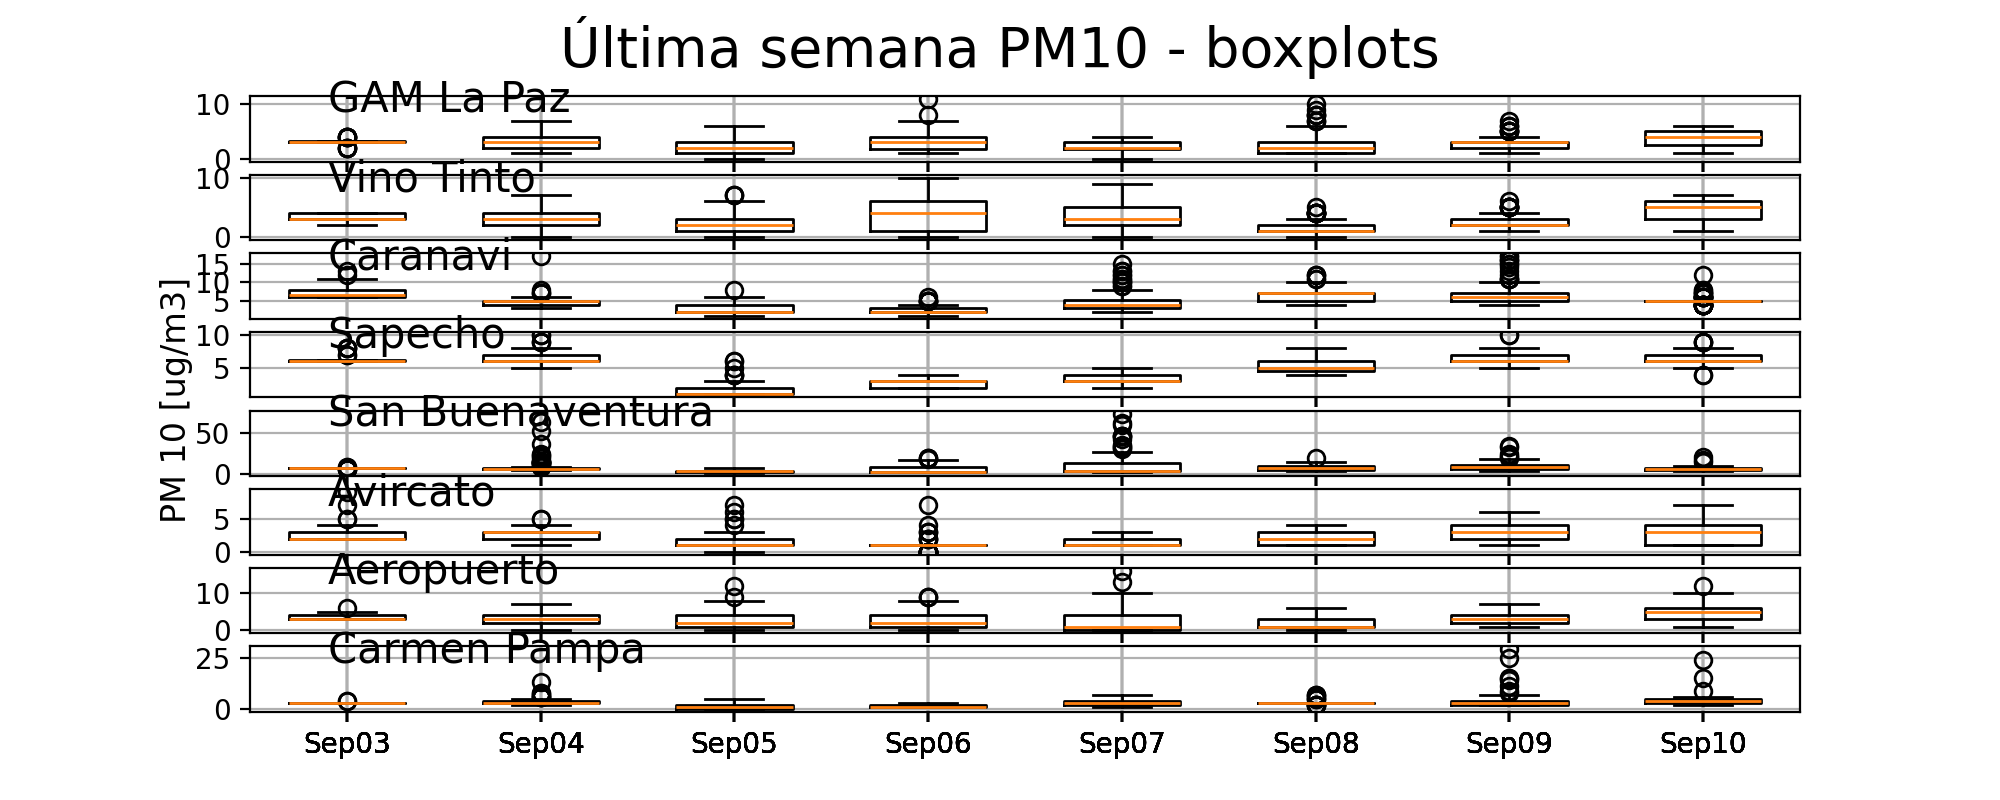 Última semana PM10 - boxplots
GAM La Paz
10
0
Vino Tinto
10
0
Caranavi
15
10
5
Sapecho
10
5
PM 10 [ug/m3]
San Buenaventura
50
0
Avircato
5
0
Aeropuerto
10
0
Carmen Pampa
25
0
Sep03 Sep04 Sep05 Sep06 Sep07 Sep08 Sep09 Sep10